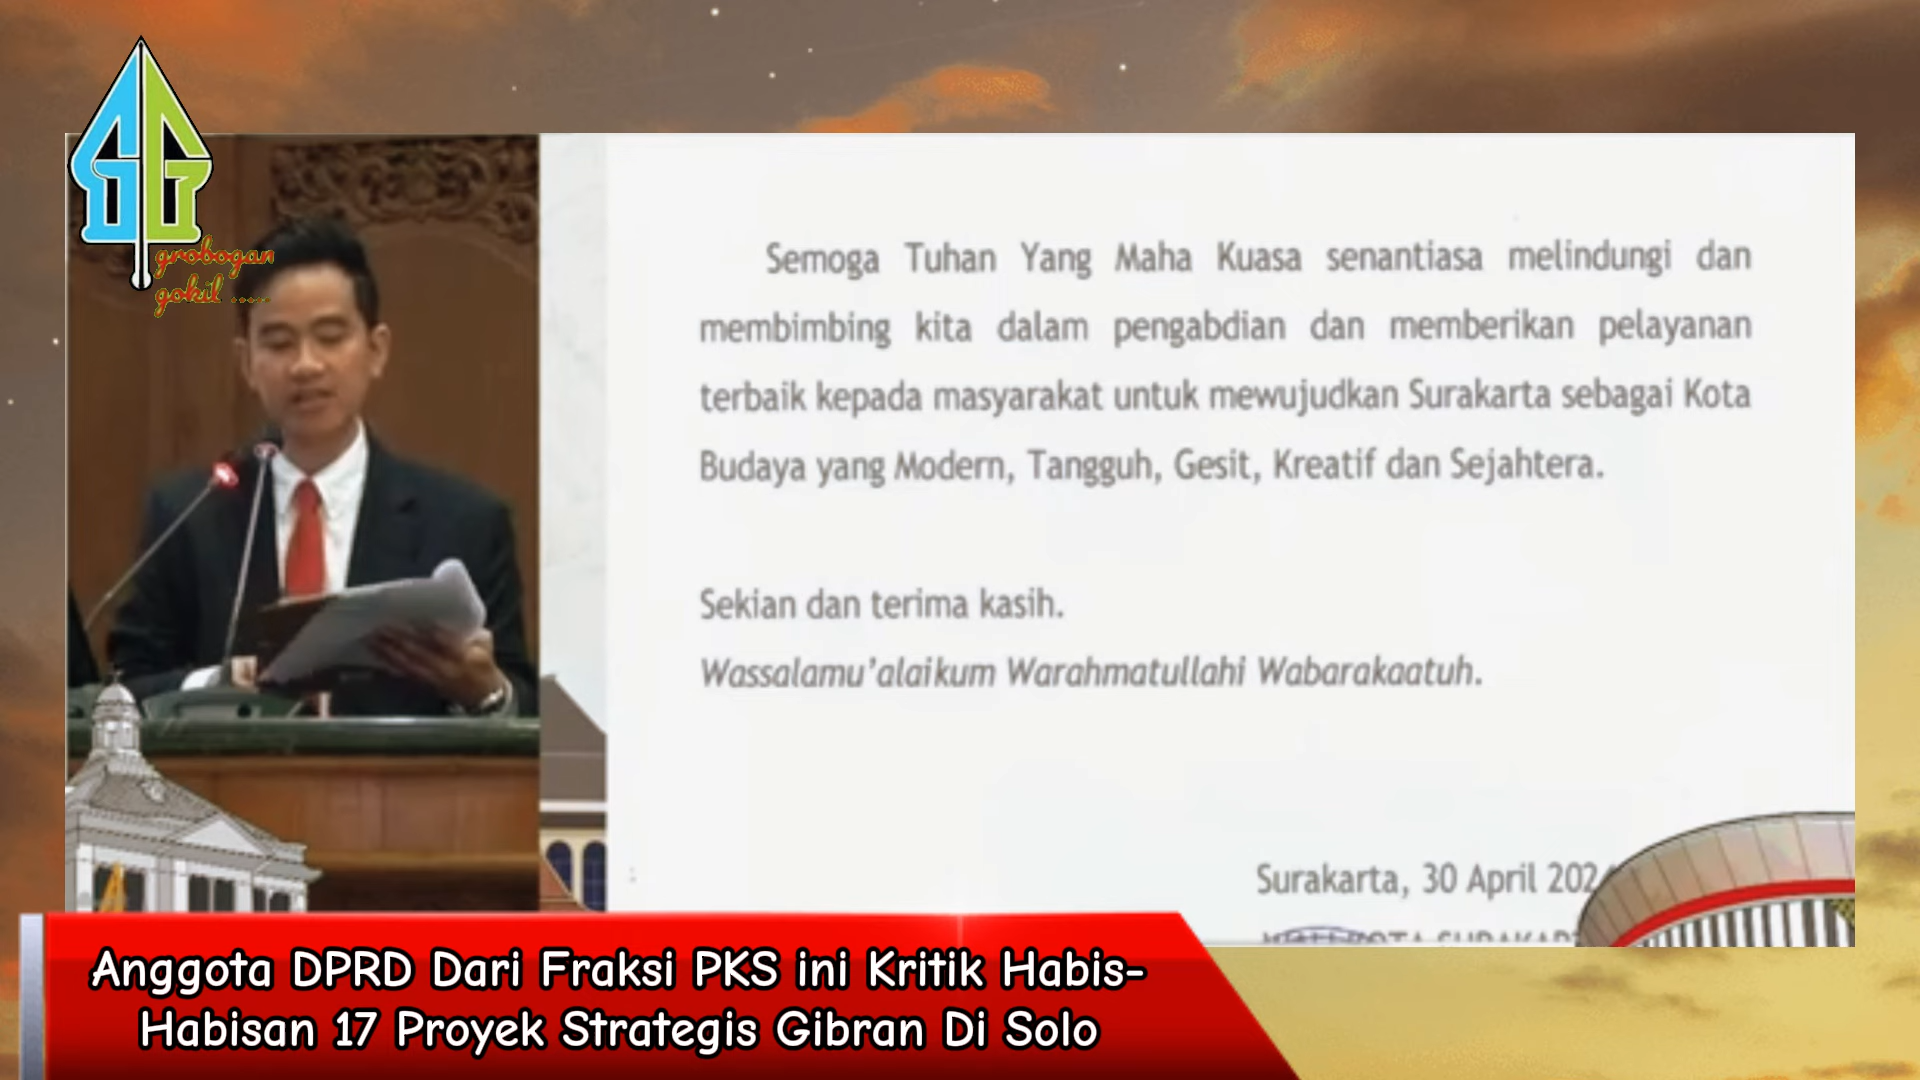 GG
grobogan
gokil .....
Semoga Tuhan Yang Maha Kuasa senantiasa melindungi dan
membimbing kita dalam pengabdian dan memberikan pelayanan
terbaik kepada masyarakat untuk mewujudkan Surakarta sebagai Kota
Budaya yang Modern, Tangguh, Gesit, Kreatif dan Sejahtera.
Sekian dan terima kasih.
Wassalamu'alaikum Warahmatullahi Wabarakaatuh.
Surakarta, 30 April 202
Anggota DPRD Dari Fraksi PKS ini Kritik Habis-
Habisan 17 Proyek Strategis Gibran Di Solo